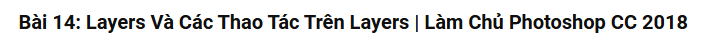 Bài 14: Layers Và Các Thao Tác Trên Layers | Làm Chủ Photoshop CC 2018